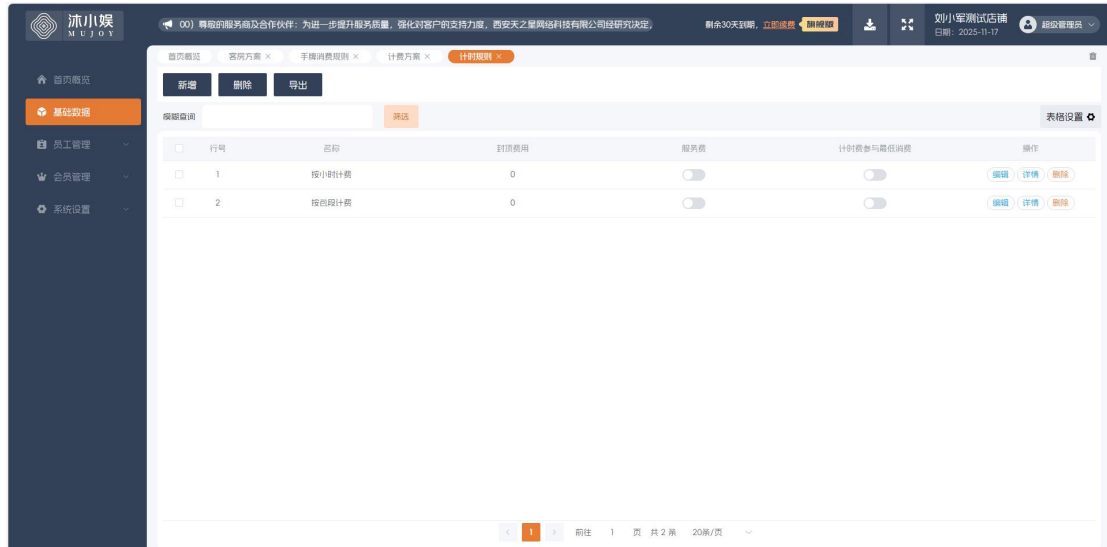 沐小娱
MUJOY
00）尊敬的服务商及合作伙伴：为进一步提升服务质量，强化对客户的支持力度，西安天之星网络科技有限公司经研究决定，
剩余30天到期，立即续费 旗舰版
刘小军测试店铺
日期：2025-11-17
超级管理员
首页概览 客房方案 × 手牌消费规则 × 计费方案 × 计时规则 ×
首页概览
基础数据
员工管理
会员管理
系统设置
新增 删除 导出
模糊查询 筛选 表格设置
行号 名称 封顶费用 服务费 计时费参与最低消费 操作
1 按小时计费 0 编辑 详情 删除
2 按时段计费 0 编辑 详情 删除
< 1 > 前往 1 页 共 2 条 20条/页